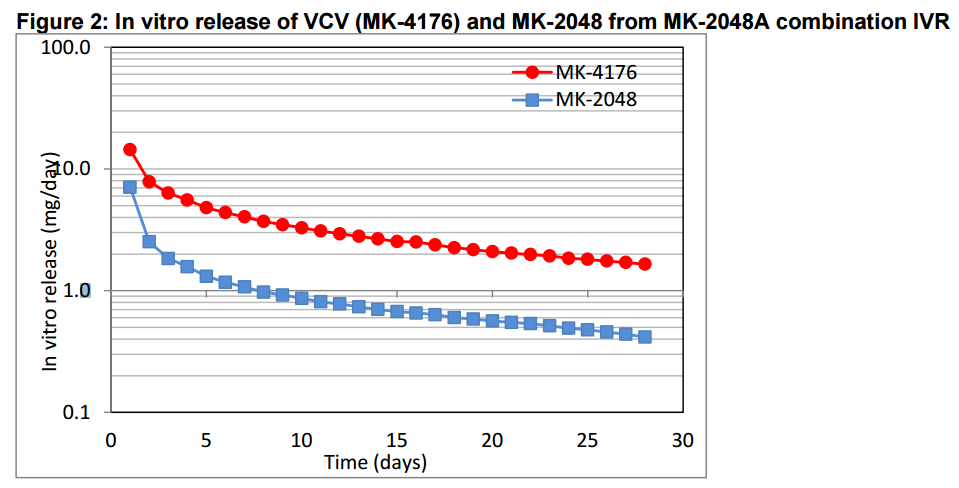 Figure 2: In vitro release of VCV (MK-4176) and MK-2048 from MK-2048A combination IVR
100.0
MK-4176
MK-2048
10.0
In vitro release (mg/day)
1.0
0.1
0 5 10 15 20 25 30
Time (days)